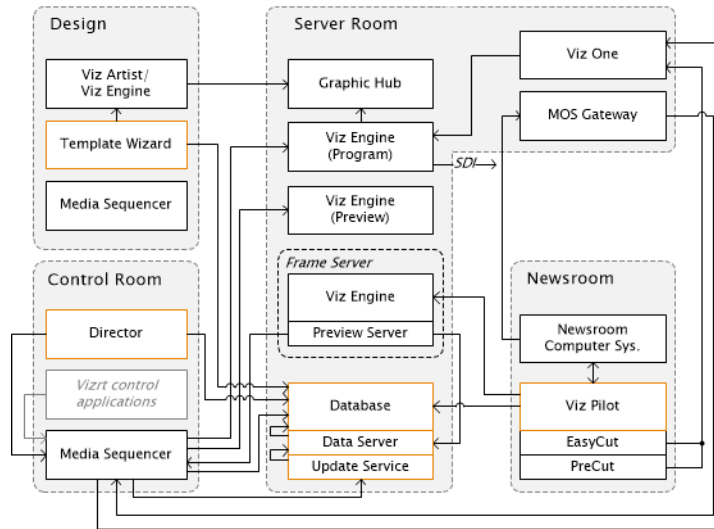 Design
Viz Artist/
Viz Engine
Template Wizard
Media Sequencer
Server Room
Graphic Hub
Viz Engine
(Program)
SDI
Viz Engine
(Preview)
Viz One
MOS Gateway
Frame Server
Viz Engine
Preview Server
Database
Data Server
Update Service
Control Room
Director
Vizrt control
applications
Media Sequencer
Newsroom
Newsroom
Computer Sys.
Viz Pilot
EasyCut
PreCut